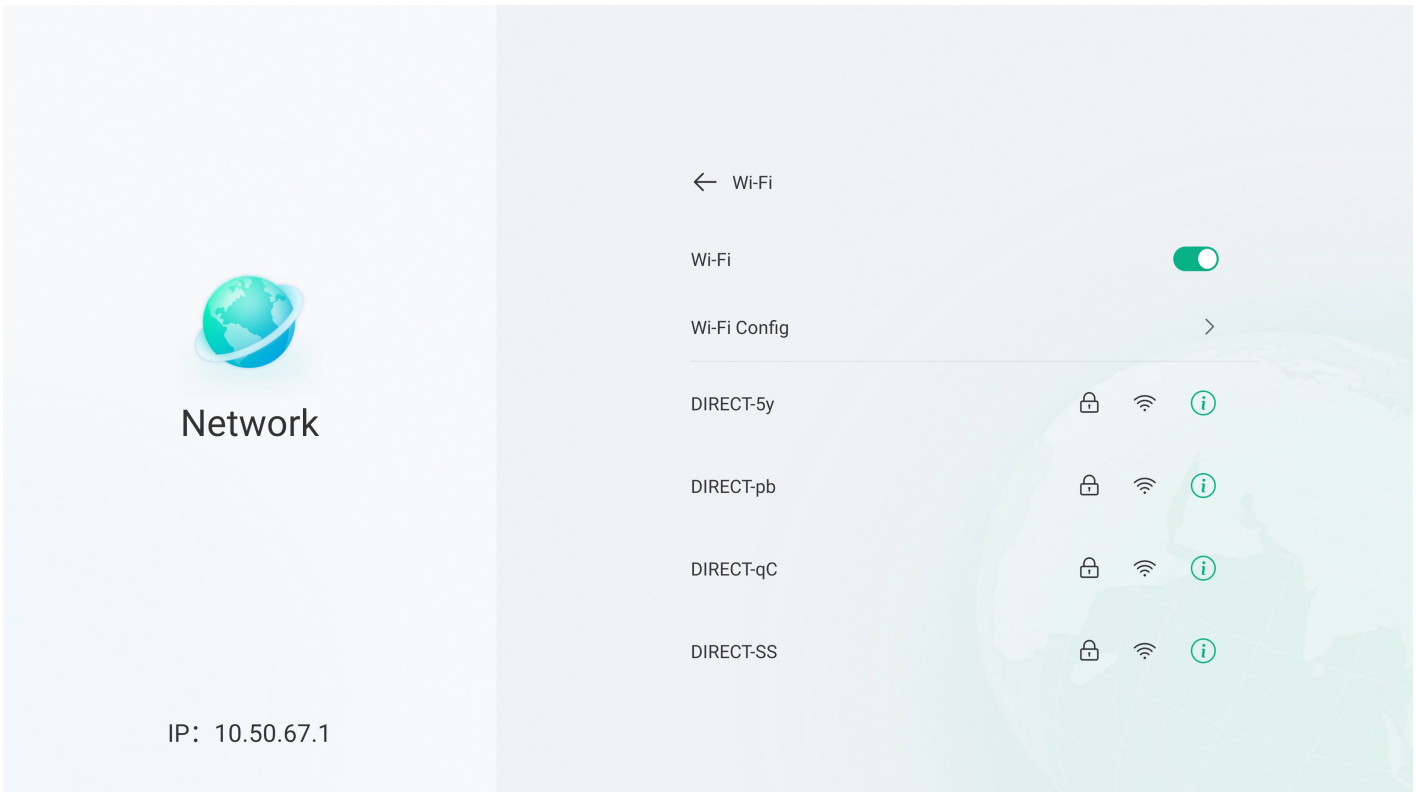 Network
IP： 10.50.67.1
Wi-Fi
Wi-Fi
Wi-Fi Config
DIRECT-5y
DIRECT-pb
DIRECT-qC
DIRECT-SS